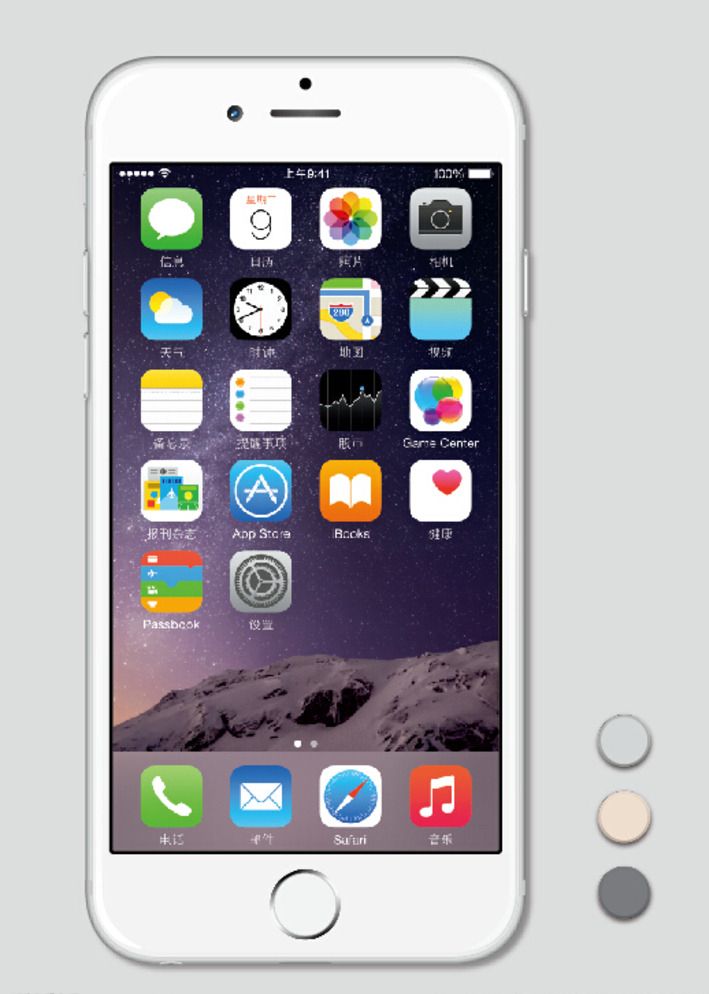 上午9:41 100%
星期二
9
信息 日历 照片 相机
280
天气 时钟 地图 视频
备忘录 提醒事项 股市 Game Center
报刊杂志 App Store iBooks 健康
Passbook 设置
电话 邮件 Safari 音乐